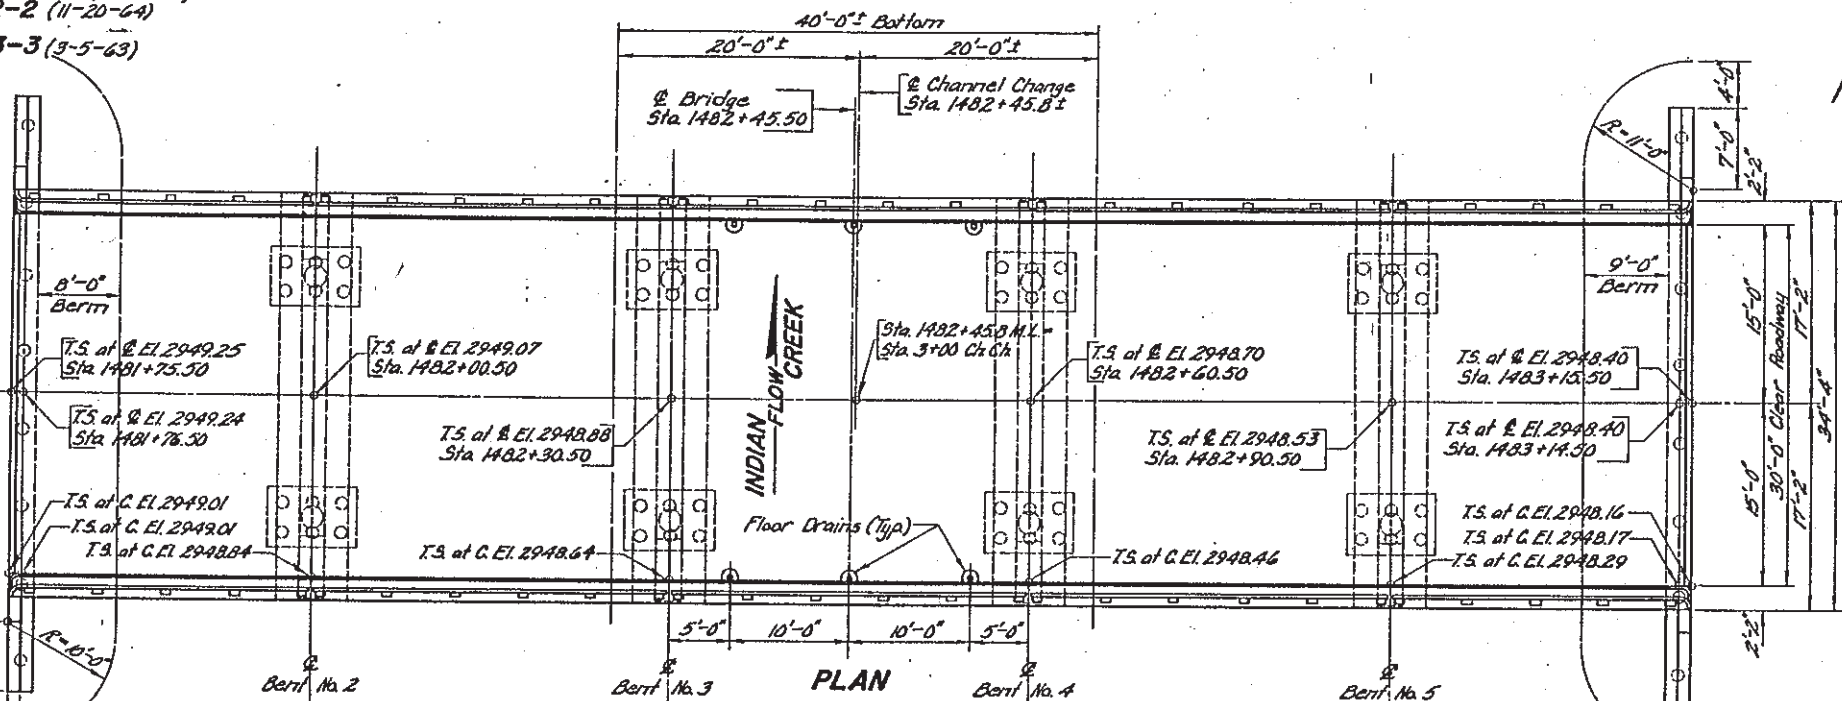 2-2 (11-20-64)
3-3 (3-5-63)
40'-0"± Bottom
20'-0"±
20'-0"±
℄ Bridge
Sta. 1482+45.50
℄ Channel Change
Sta. 1482+45.8±
4'-0"
7'-0"
2'-2"
R=11'-0"
8'-0"
Berm
9'-0"
Berm
T.S. at ℄ El. 2949.25
Sta. 1481+75.50
T.S. at ℄ El. 2949.07
Sta. 1482+00.50
INDIAN
FLOW
CREEK
Sta. 1482+45.8 M.L.=
Sta. 3+00 Ch. Ch.
T.S. at ℄ El. 2948.70
Sta. 1482+60.50
T.S. at ℄ El. 2948.40
Sta. 1483+15.50
T.S. at ℄ El. 2949.24
Sta. 1481+76.50
T.S. at ℄ El. 2948.88
Sta. 1482+30.50
T.S. at ℄ El. 2948.53
Sta. 1482+90.50
T.S. at ℄ El. 2948.40
Sta. 1483+14.50
15'-0"
15'-0"
30'-0" Clear Roadway
17'-2"
17'-2"
34'-4"
T.S. at C. El. 2949.01
T.S. at C. El. 2949.01
T.S. at C. El. 2948.84
T.S. at C. El. 2948.64
Floor Drains (Typ.)
T.S. at C. El. 2948.46
T.S. at C. El. 2948.16
T.S. at C. El. 2948.17
T.S. at C. El. 2948.29
R=10'-0"
5'-0"
10'-0"
10'-0"
5'-0"
2'-2"
℄
Bent No. 2
℄
Bent No. 3
PLAN
℄
Bent No. 4
℄
Bent No. 5